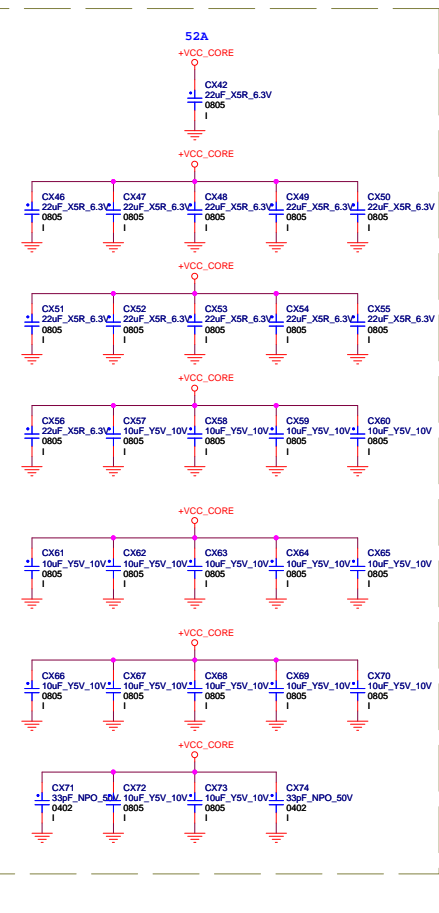 52A
+VCC_CORE
CX42
22uF_X5R_6.3V
0805
I
+VCC_CORE
CX46 CX47 CX48 CX49 CX50
22uF_X5R_6.3V 22uF_X5R_6.3V 22uF_X5R_6.3V 22uF_X5R_6.3V 22uF_X5R_6.3V
0805 0805 0805 0805 0805
I I I I I
+VCC_CORE
CX51 CX52 CX53 CX54 CX55
22uF_X5R_6.3V 22uF_X5R_6.3V 22uF_X5R_6.3V 22uF_X5R_6.3V 22uF_X5R_6.3V
0805 0805 0805 0805 0805
I I I I I
+VCC_CORE
CX56 CX57 CX58 CX59 CX60
22uF_X5R_6.3V 10uF_Y5V_10V 10uF_Y5V_10V 10uF_Y5V_10V 10uF_Y5V_10V
0805 0805 0805 0805 0805
I I I I I
+VCC_CORE
CX61 CX62 CX63 CX64 CX65
10uF_Y5V_10V 10uF_Y5V_10V 10uF_Y5V_10V 10uF_Y5V_10V 10uF_Y5V_10V
0805 0805 0805 0805 0805
I I I I I
+VCC_CORE
CX66 CX67 CX68 CX69 CX70
10uF_Y5V_10V 10uF_Y5V_10V 10uF_Y5V_10V 10uF_Y5V_10V 10uF_Y5V_10V
0805 0805 0805 0805 0805
I I I I I
+VCC_CORE
CX71 CX72 CX73 CX74
33pF_NPO_50V 10uF_Y5V_10V 10uF_Y5V_10V 33pF_NPO_50V
0402 0805 0805 0402
I I I I